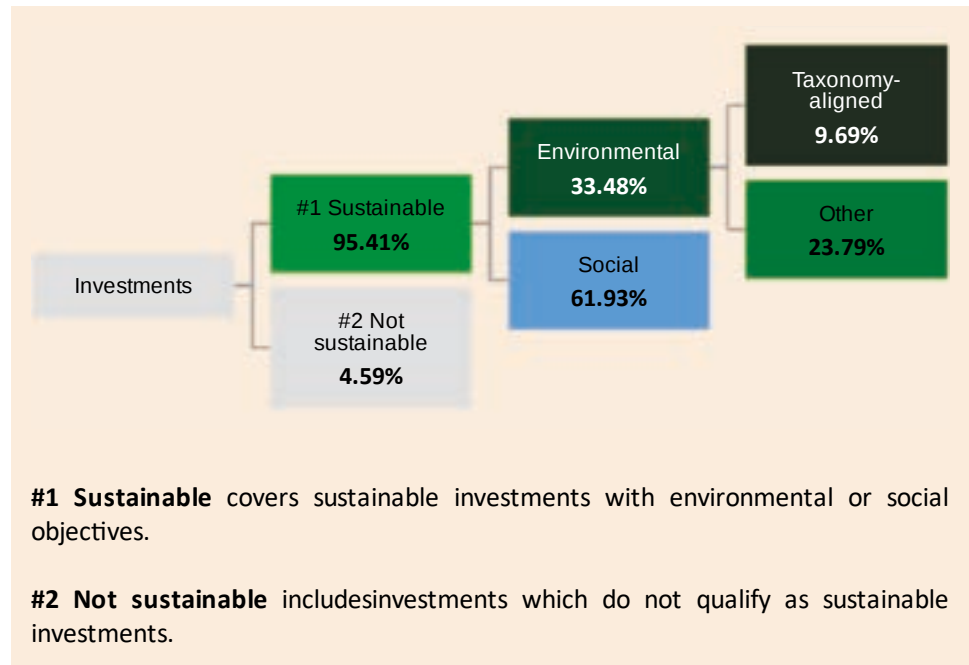 Taxonomy-
aligned
9.69%
Environmental
33.48%
#1 Sustainable
95.41%
Other
23.79%
Social
61.93%
Investments
#2 Not
sustainable
4.59%
#1 Sustainable covers sustainable investments with environmental or social
objectives.
#2 Not sustainable includesinvestments which do not qualify as sustainable
investments.